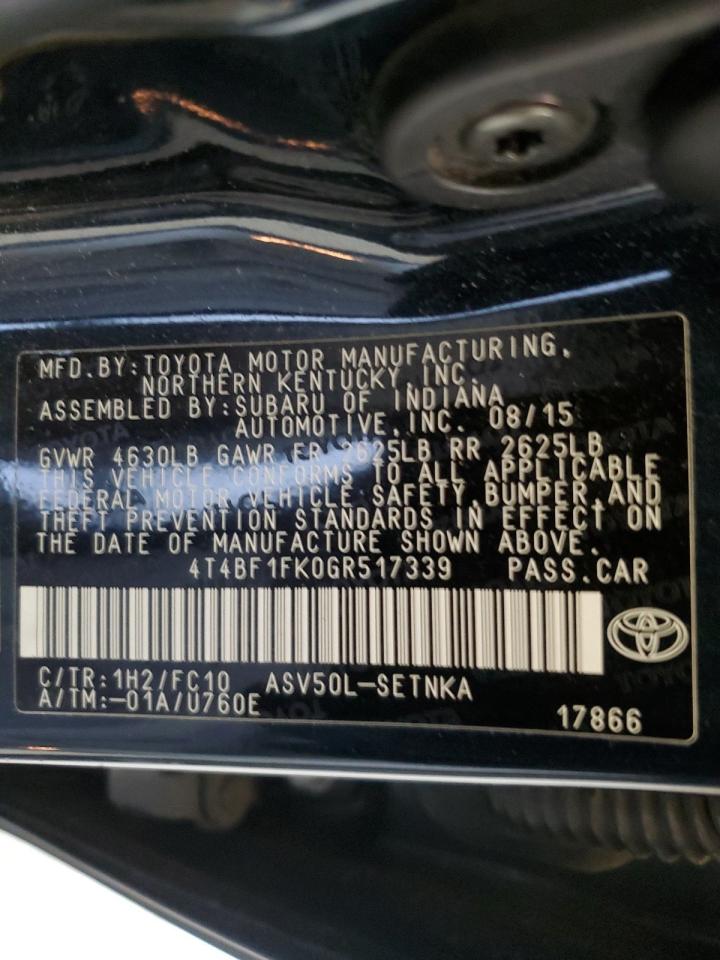 MFD.BY:TOYOTA MOTOR MANUFACTURING,
NORTHERN KENTUCKY,INC.
ASSEMBLED BY:SUBARU OF INDIANA
AUTOMOTIVE,INC. 08/15
GVWR 4630LB GAWR FR 2625LB RR 2625LB
THIS VEHICLE CONFORMS TO ALL APPLICABLE
FEDERAL MOTOR VEHICLE SAFETY,BUMPER,AND
THEFT PREVENTION STANDARDS IN EFFECT ON
THE DATE OF MANUFACTURE SHOWN ABOVE.
4T4BF1FK0GR517339 PASS.CAR
C/TR:1H2/FC10 ASV50L-SETNKA
A/TM:-01A/U760E
17866